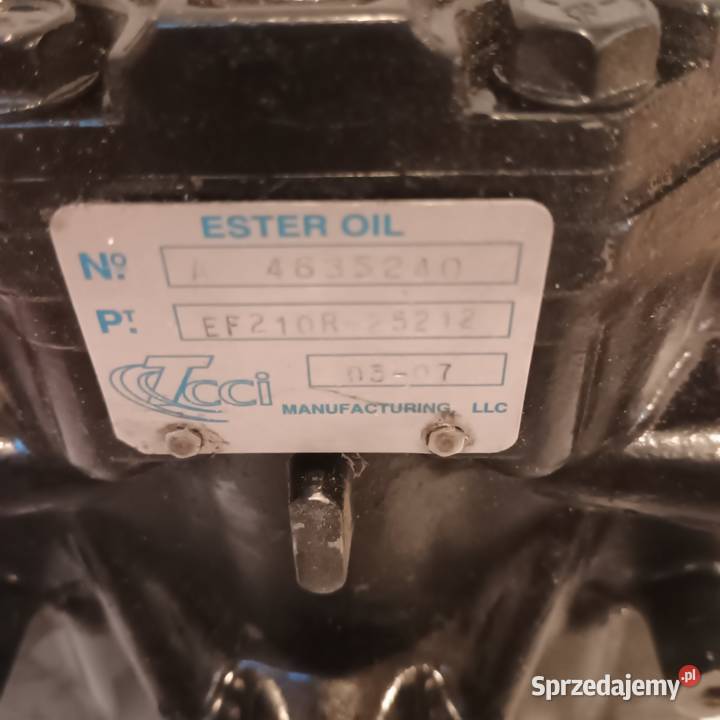 ESTER OIL
Nº. A 4635240
PT. EF210R-25212
Tcci 03-07
MANUFACTURING, LLC
Sprzedajemy.pl